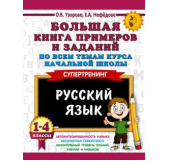 О.В. Узорова, Е.А. Нефёдова
БОЛЬШАЯ
КНИГА ПРИМЕРОВ И ЗАДАНИЙ
ПО ВСЕМ ТЕМАМ КУРСА
НАЧАЛЬНОЙ ШКОЛЫ
СУПЕРТРЕНИНГ
РУССКИЙ
ЯЗЫК
1-4
КЛАССЫ